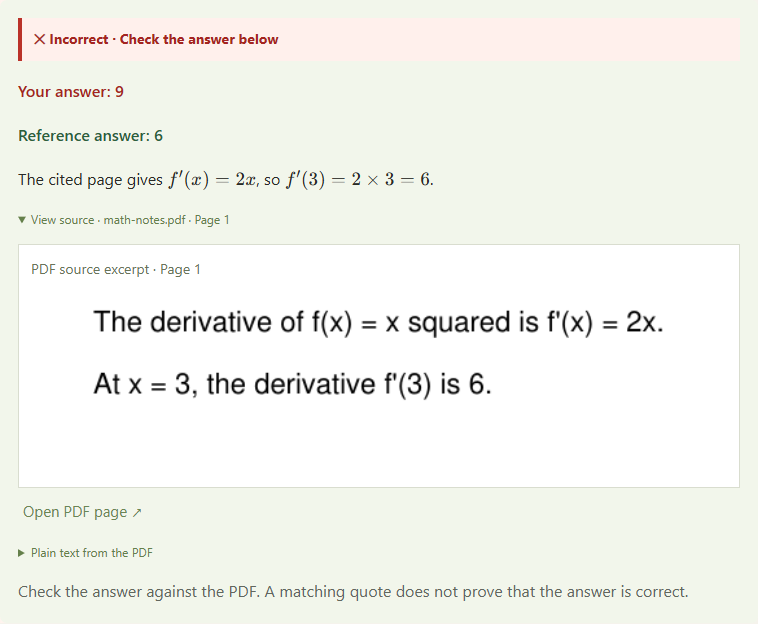 ✕ Incorrect · Check the answer below
Your answer: 9
Reference answer: 6
The cited page gives f′(x) = 2x, so f′(3) = 2 × 3 = 6.
▼ View source · math-notes.pdf · Page 1
PDF source excerpt · Page 1
The derivative of f(x) = x squared is f'(x) = 2x.
At x = 3, the derivative f'(3) is 6.
Open PDF page ↗
▶ Plain text from the PDF
Check the answer against the PDF. A matching quote does not prove that the answer is correct.